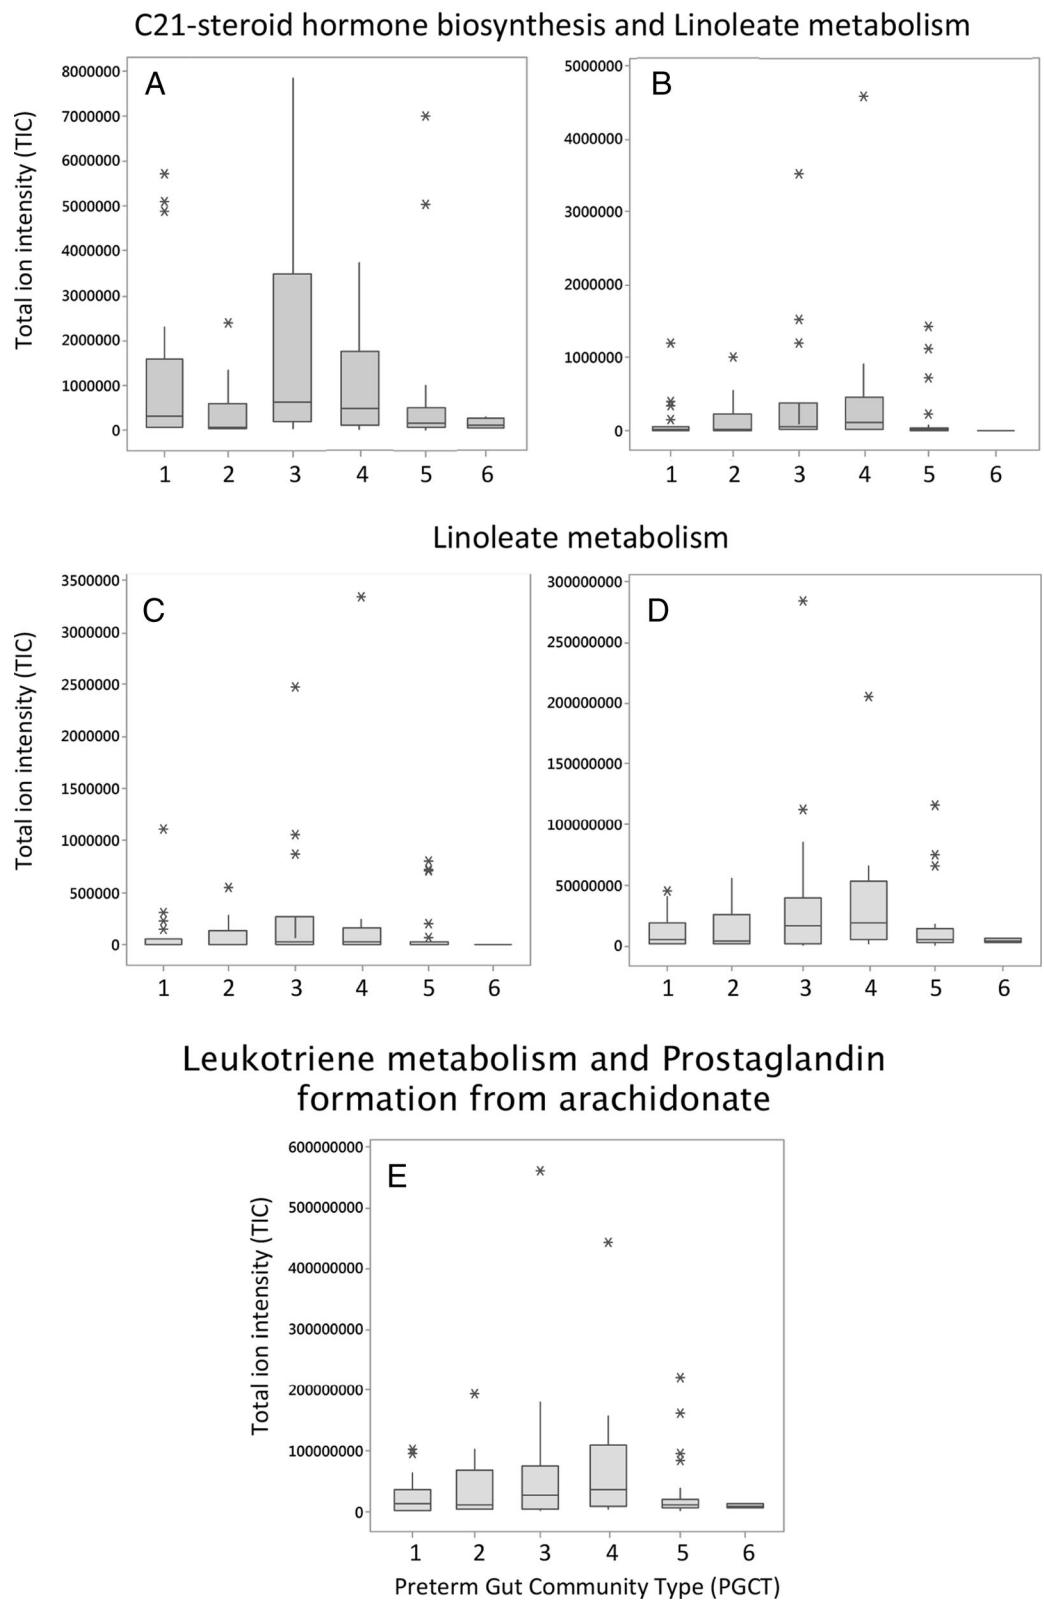 C21-steroid hormone biosynthesis and Linoleate metabolism
A
B
Total ion intensity (TIC)
8000000
7000000
6000000
5000000
4000000
3000000
2000000
1000000
0
1 2 3 4 5 6
5000000
4000000
3000000
2000000
1000000
0
1 2 3 4 5 6
Linoleate metabolism
C
D
Total ion intensity (TIC)
3500000
3000000
2500000
2000000
1500000
1000000
500000
0
1 2 3 4 5 6
300000000
250000000
200000000
150000000
100000000
50000000
0
1 2 3 4 5 6
Leukotriene metabolism and Prostaglandin
formation from arachidonate
E
Total ion intensity (TIC)
600000000
500000000
400000000
300000000
200000000
100000000
0
1 2 3 4 5 6
Preterm Gut Community Type (PGCT)